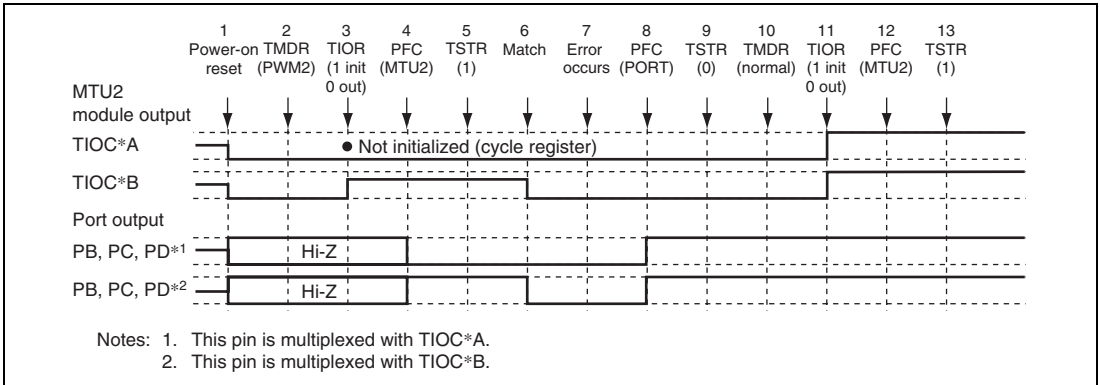 1 2 3 4 5 6 7 8 9 10 11 12 13
Power-on TMDR TIOR PFC TSTR Match Error PFC TSTR TMDR TIOR PFC TSTR
reset (PWM2) (1 init (MTU2) (1) occurs (PORT) (0) (normal) (1 init (MTU2) (1)
0 out) 0 out)
MTU2
module output
TIOC*A
● Not initialized (cycle register)
TIOC*B
Port output
PB, PC, PD*1 Hi-Z
PB, PC, PD*2 Hi-Z
Notes: 1. This pin is multiplexed with TIOC*A.
2. This pin is multiplexed with TIOC*B.